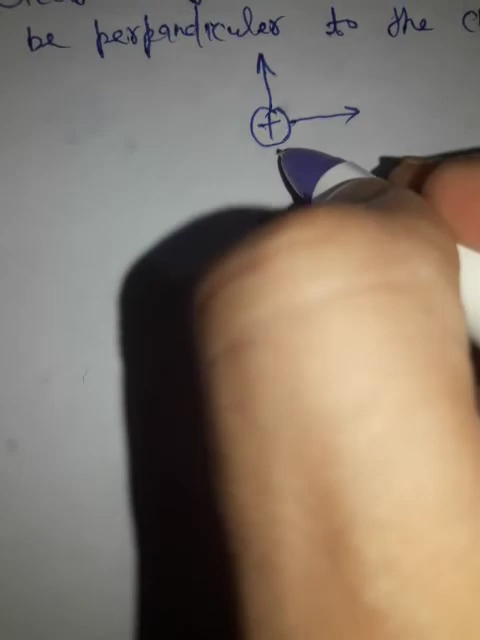 be perpandiculer to the
+